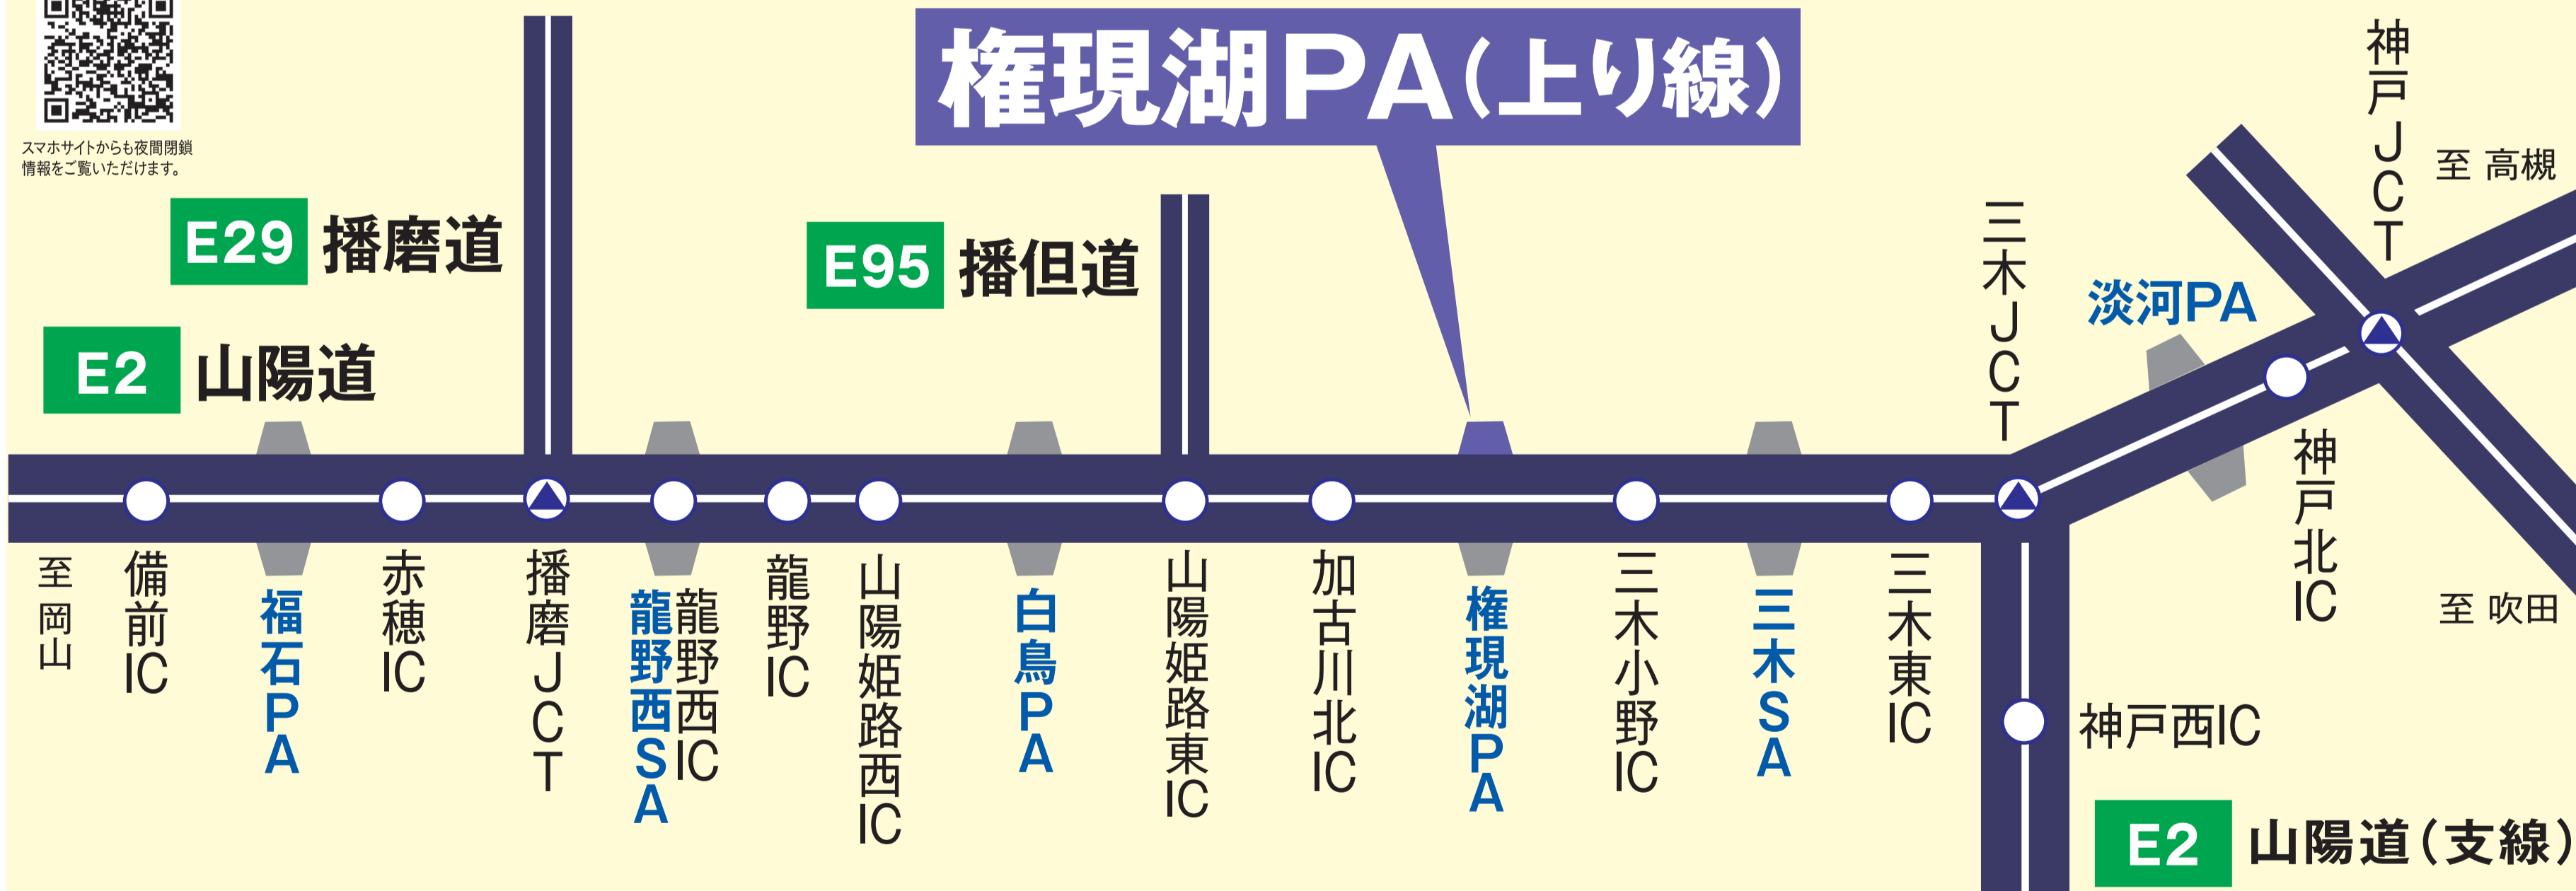 権現湖PA(上り線)
スマホサイトからも夜間閉鎖
情報をご覧いただけます。
E29 播磨道
E95 播但道
E2 山陽道
三木JCT
淡河PA
神戸JCT
至 高槻
至 岡山
備前IC
福石PA
赤穂IC
播磨JCT
龍野西SA
龍野西IC
龍野IC
山陽姫路西IC
白鳥PA
山陽姫路東IC
加古川北IC
権現湖PA
三木小野IC
三木SA
三木東IC
神戸北IC
至 吹田
神戸西IC
E2 山陽道(支線)